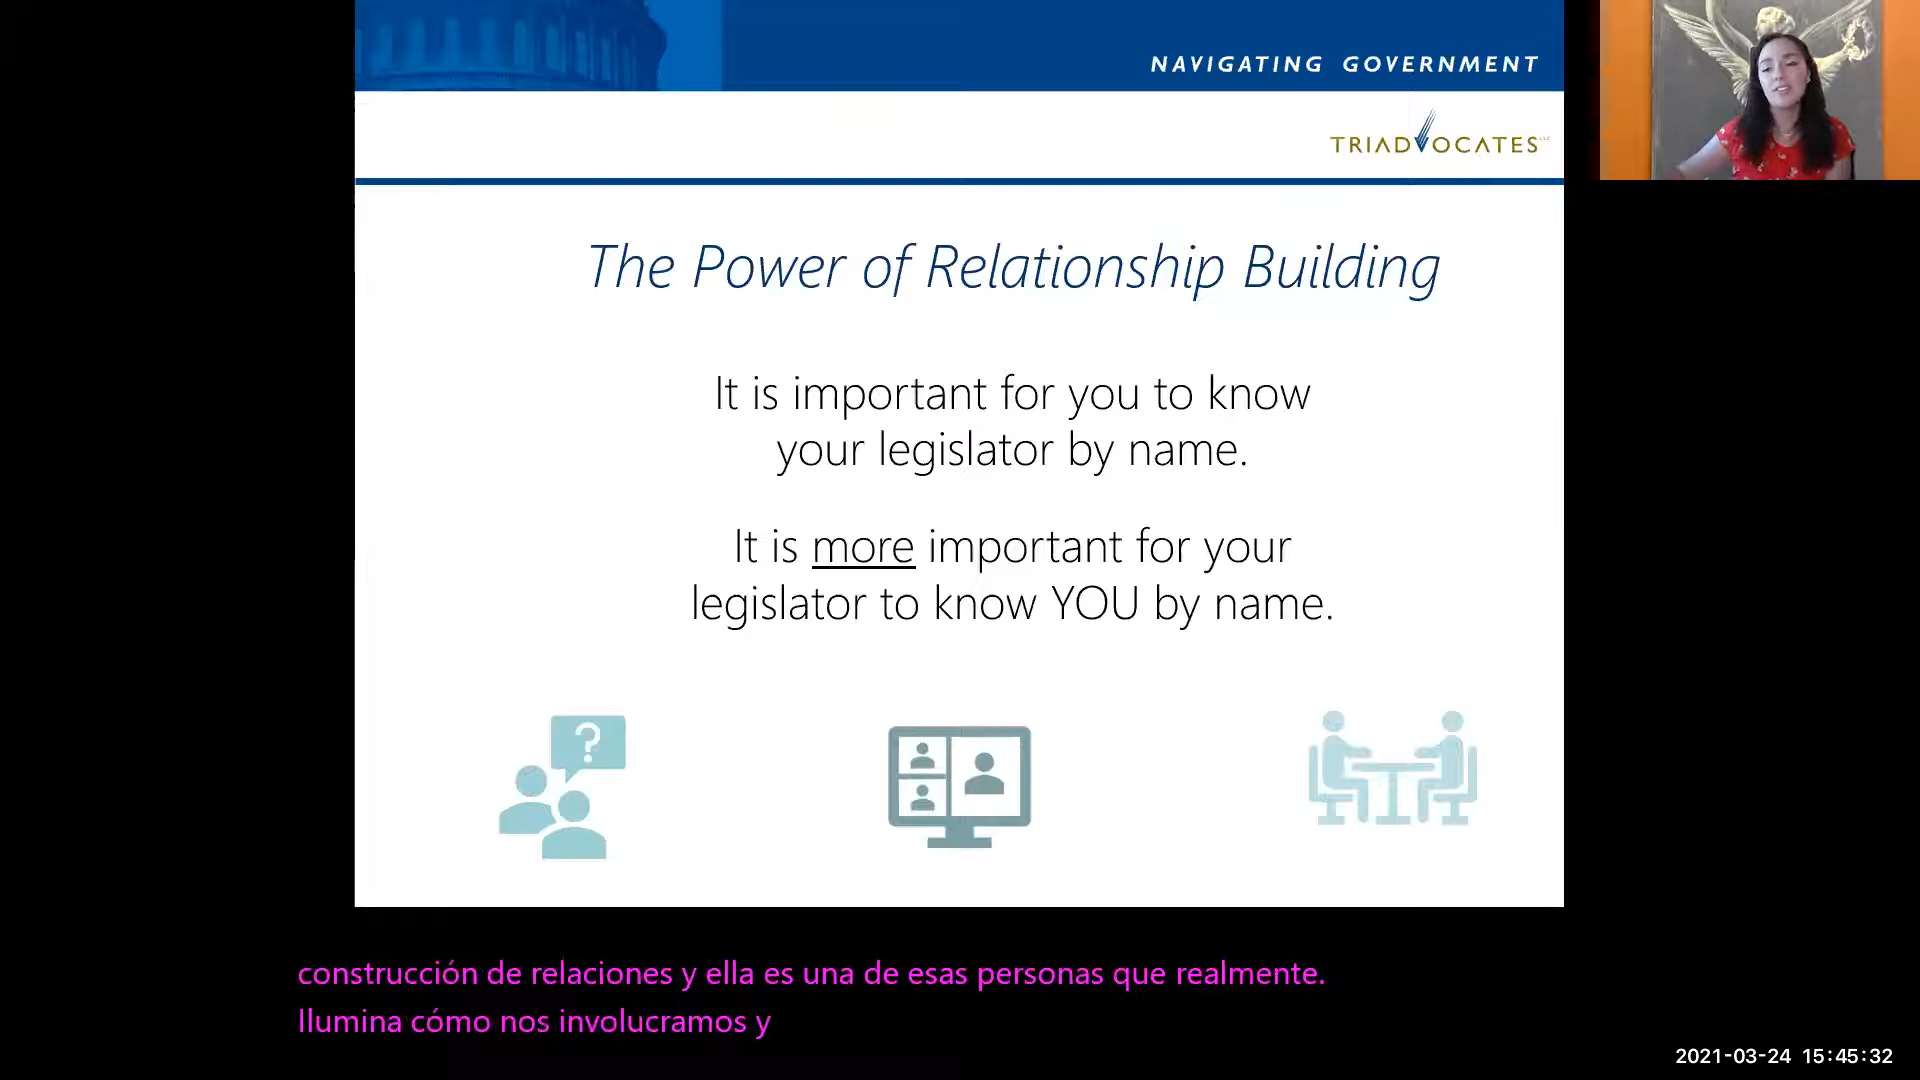 NAVIGATING GOVERNMENT
TRIADVOCATES LLC
The Power of Relationship Building
It is important for you to know
your legislator by name.
It is more important for your
legislator to know YOU by name.
?
construcción de relaciones y ella es una de esas personas que realmente.
Ilumina cómo nos involucramos y
2021-03-24 15:45:32